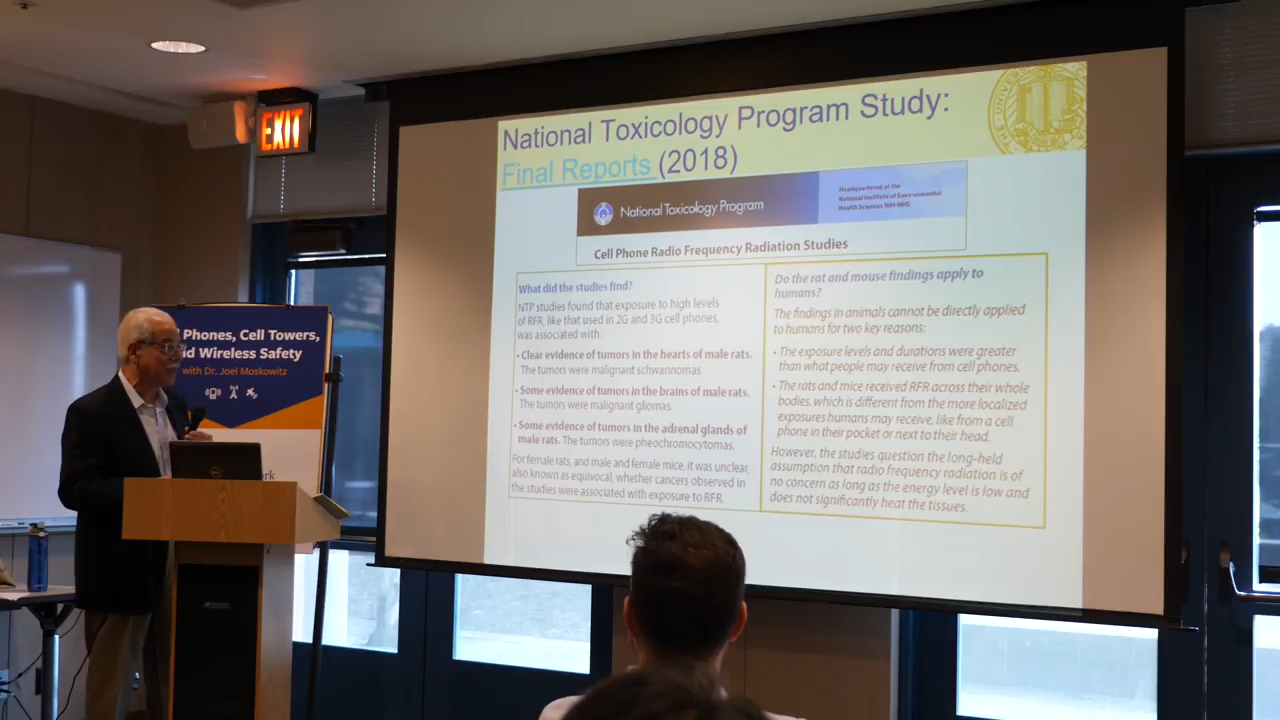 EXIT
National Toxicology Program Study:
Final Reports (2018)
National Toxicology Program
Headquartered at the
National Institute of Environmental
Health Sciences NIH-HHS
Cell Phone Radio Frequency Radiation Studies
What did the studies find?
NTP studies found that exposure to high levels
of RFR, like that used in 2G and 3G cell phones,
was associated with:
• Clear evidence of tumors in the hearts of male rats.
The tumors were malignant schwannomas.
• Some evidence of tumors in the brains of male rats.
The tumors were malignant gliomas.
• Some evidence of tumors in the adrenal glands of
male rats. The tumors were pheochromocytomas.
For female rats, and male and female mice, it was unclear,
also known as equivocal, whether cancers observed in
the studies were associated with exposure to RFR.
Do the rat and mouse findings apply to
humans?
The findings in animals cannot be directly applied
to humans for two key reasons:
• The exposure levels and durations were greater
than what people may receive from cell phones.
• The rats and mice received RFR across their whole
bodies, which is different from the more localized
exposures humans may receive, like from a cell
phone in their pocket or next to their head.
However, the studies question the long-held
assumption that radio frequency radiation is of
no concern as long as the energy level is low and
does not significantly heat the tissues.
Phones, Cell Towers,
d Wireless Safety
with Dr. Joel Moskowitz